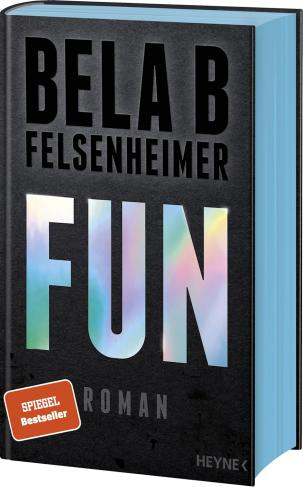 BELA B
FELSENHEIMER
FUN
ROMAN
SPIEGEL
Bestseller
HEYNE<